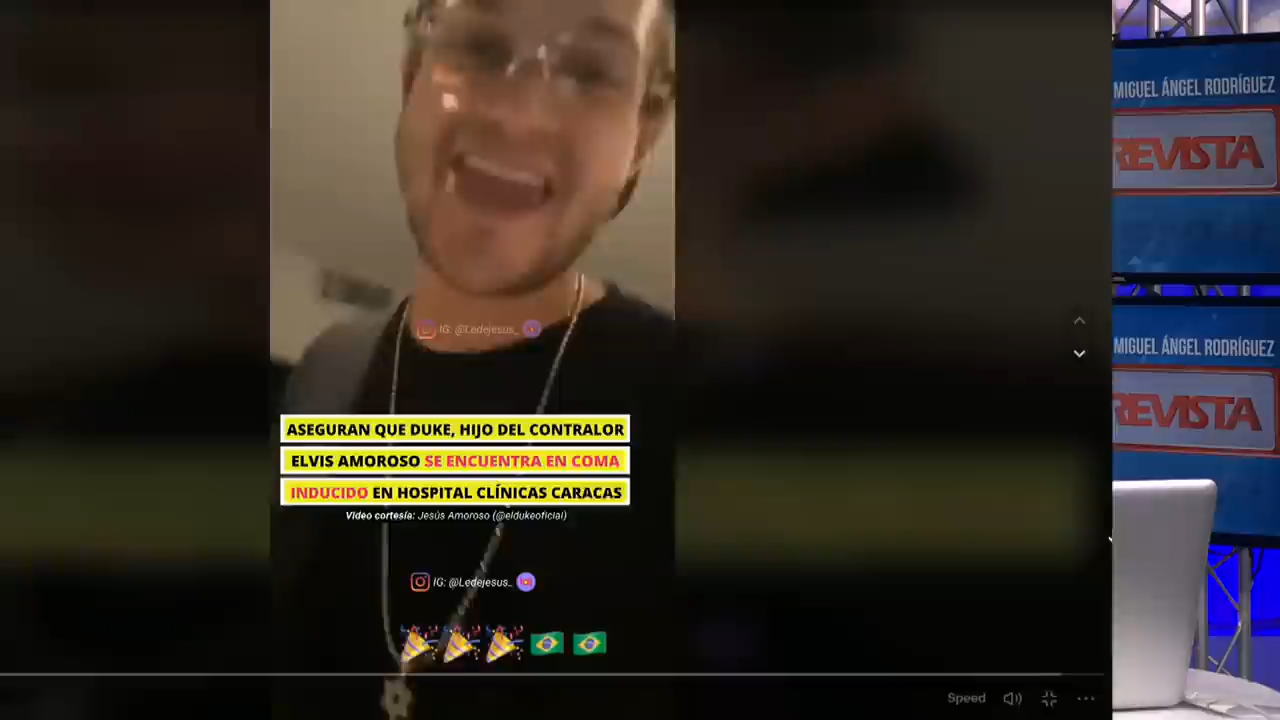 MIGUEL ÁNGEL RODRÍGUEZ
REVISTA
IG: @Ledejesus_
MIGUEL ÁNGEL RODRÍGUEZ
REVISTA
ASEGURAN QUE DUKE, HIJO DEL CONTRALOR
ELVIS AMOROSO SE ENCUENTRA EN COMA
INDUCIDO EN HOSPITAL CLÍNICAS CARACAS
Video cortesía: Jesús Amoroso (@eldukeoficial)
IG: @Ledejesus_
Speed